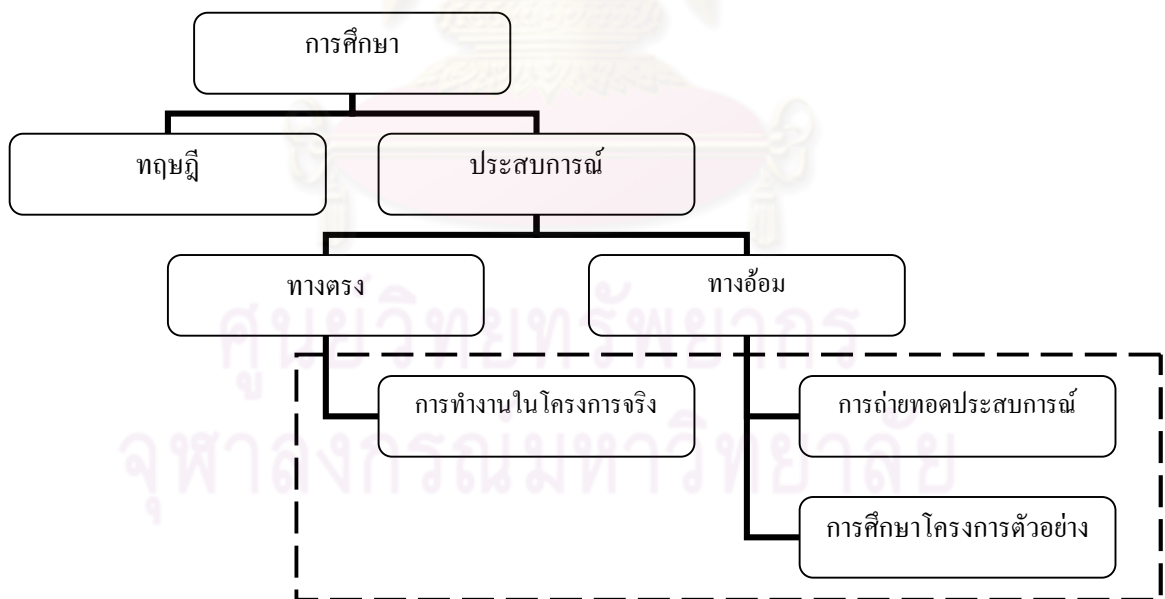 การศึกษา
ทฤษฎี
ประสบการณ์
ทางตรง
ทางอ้อม
ศูนย์วิทยทรัพยากร
การทำงานในโครงการจริง
การถ่ายทอดประสบการณ์
จุฬาลงกรณ์มหาวิทยาลัย
การศึกษาโครงการตัวอย่าง